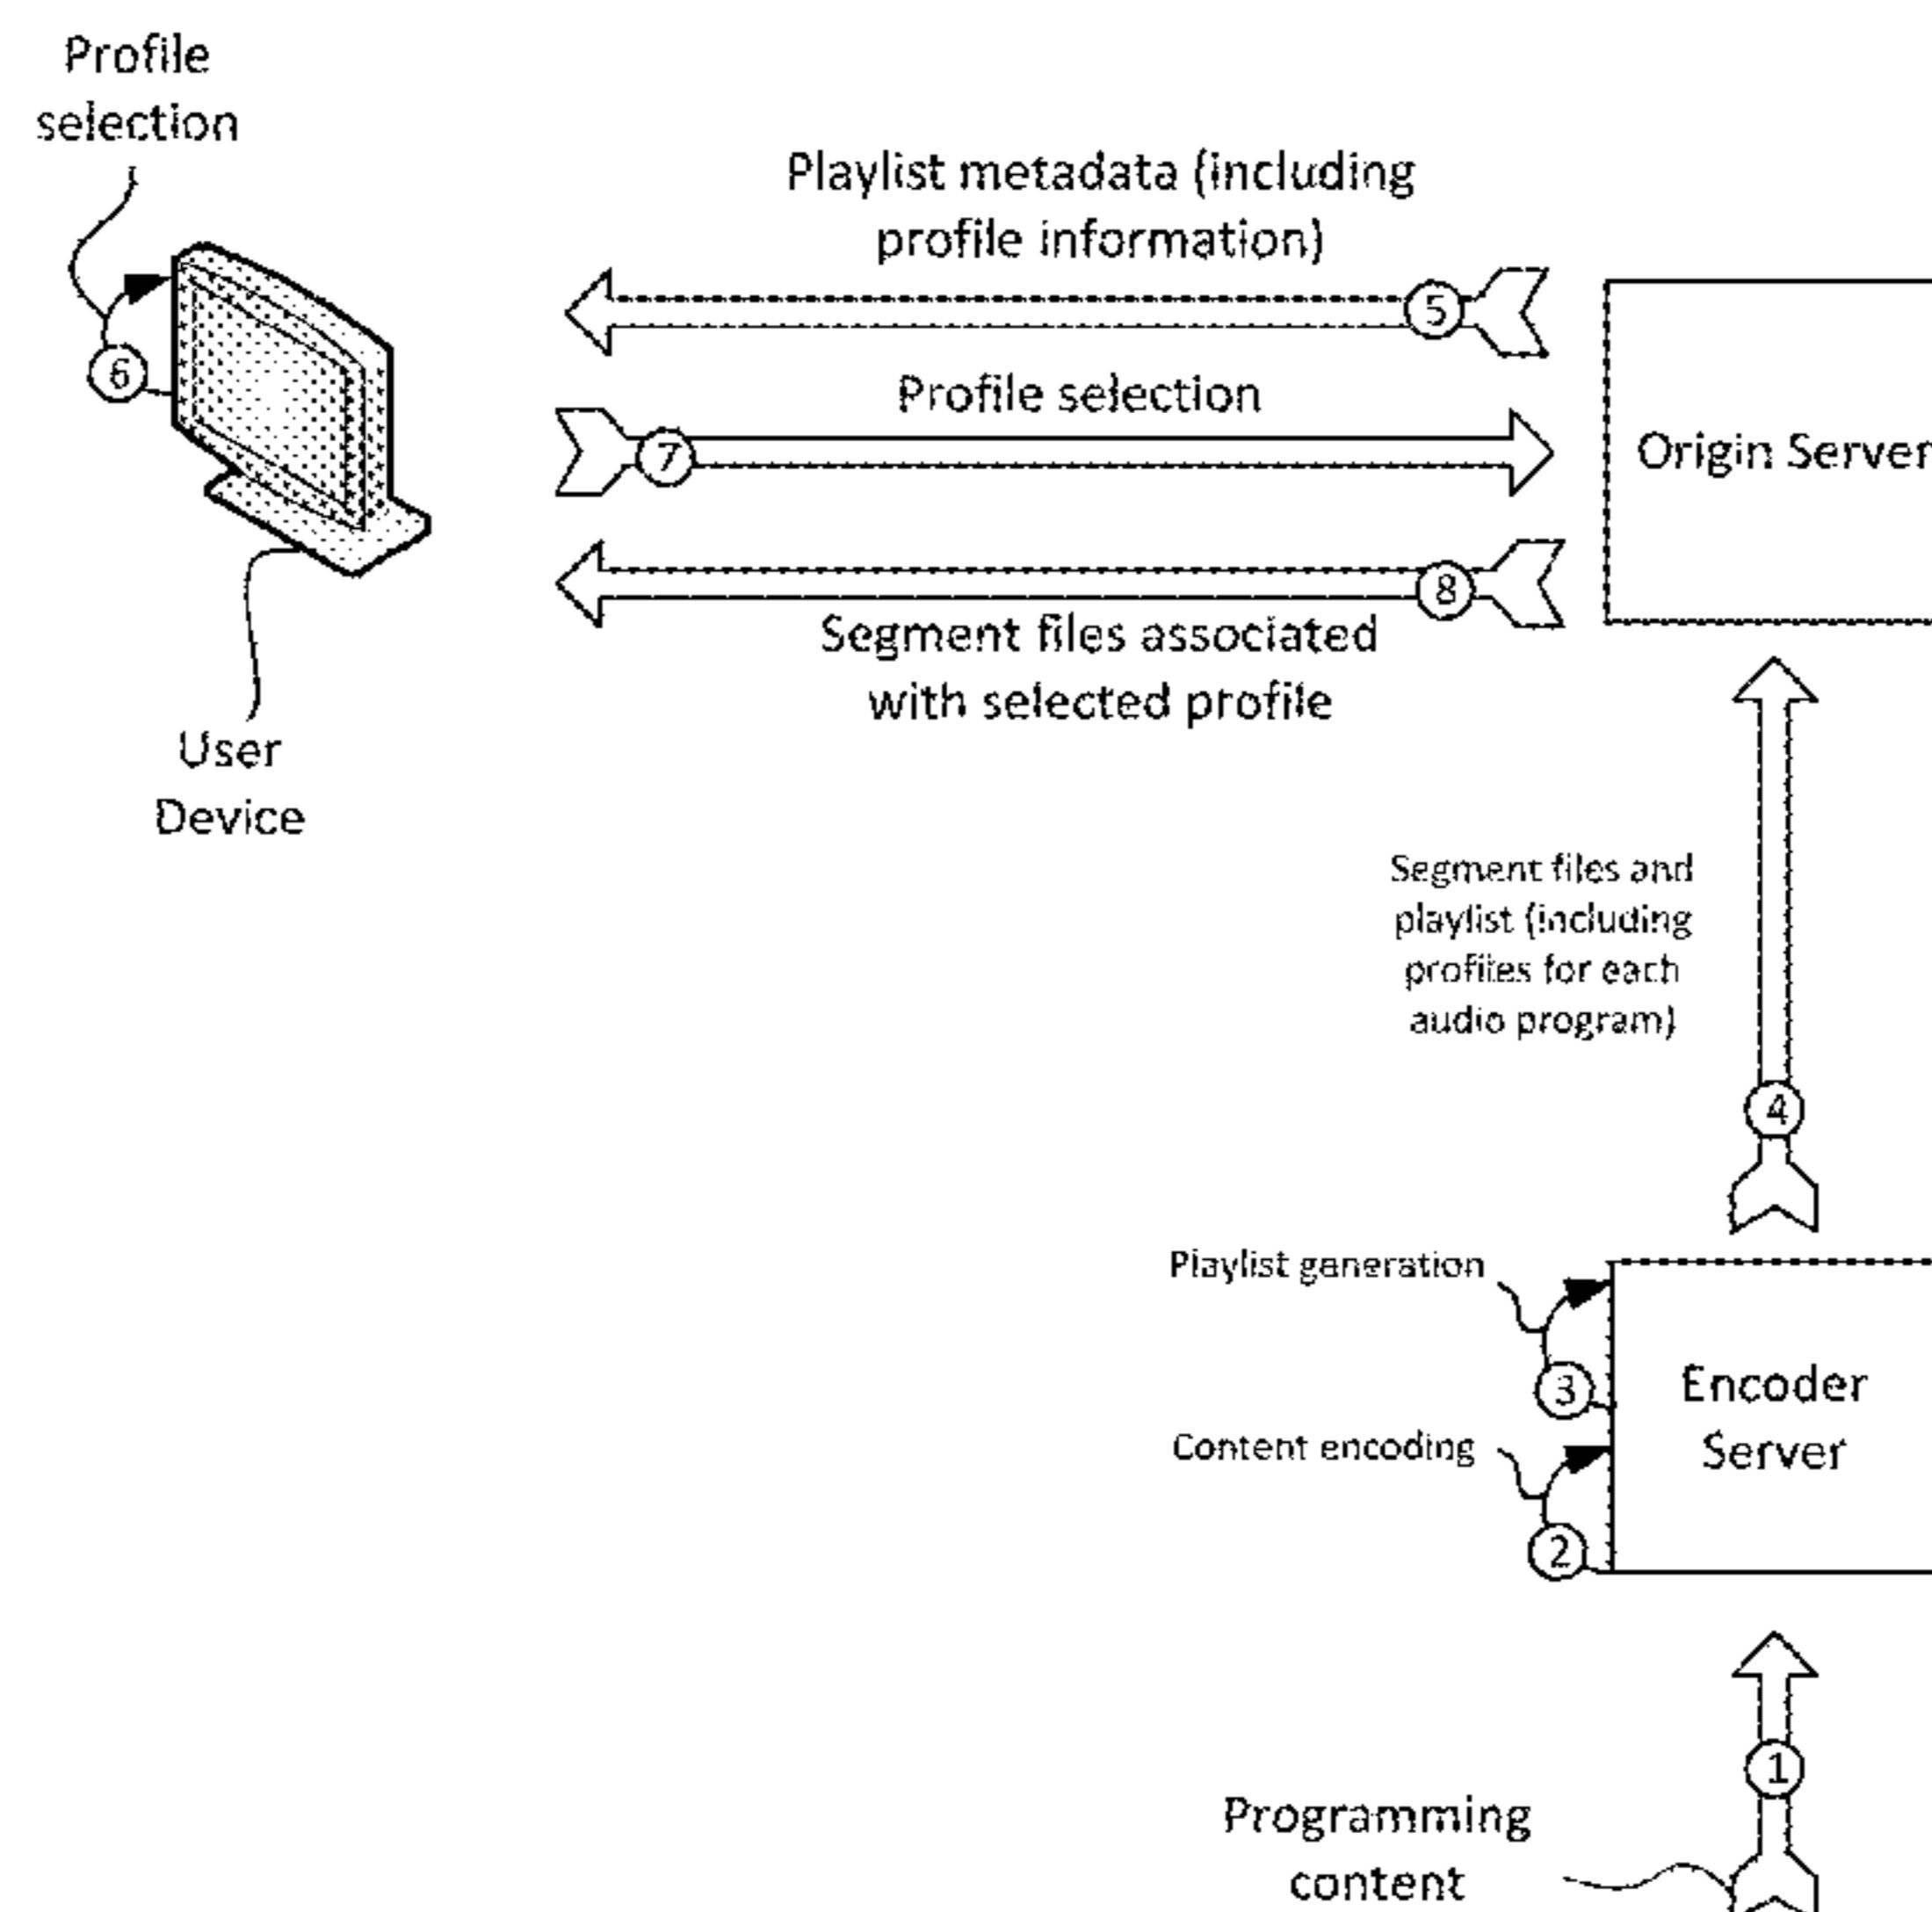 Profile
selection
Playlist metadata (including
profile information)
5
6
Profile selection
7
Origin Server
8
Segment files associated
with selected profile
User
Device
Segment files and
playlist (including
profiles for each
audio program)
4
Playlist generation
3
Encoder
Server
Content encoding
2
1
Programming
content